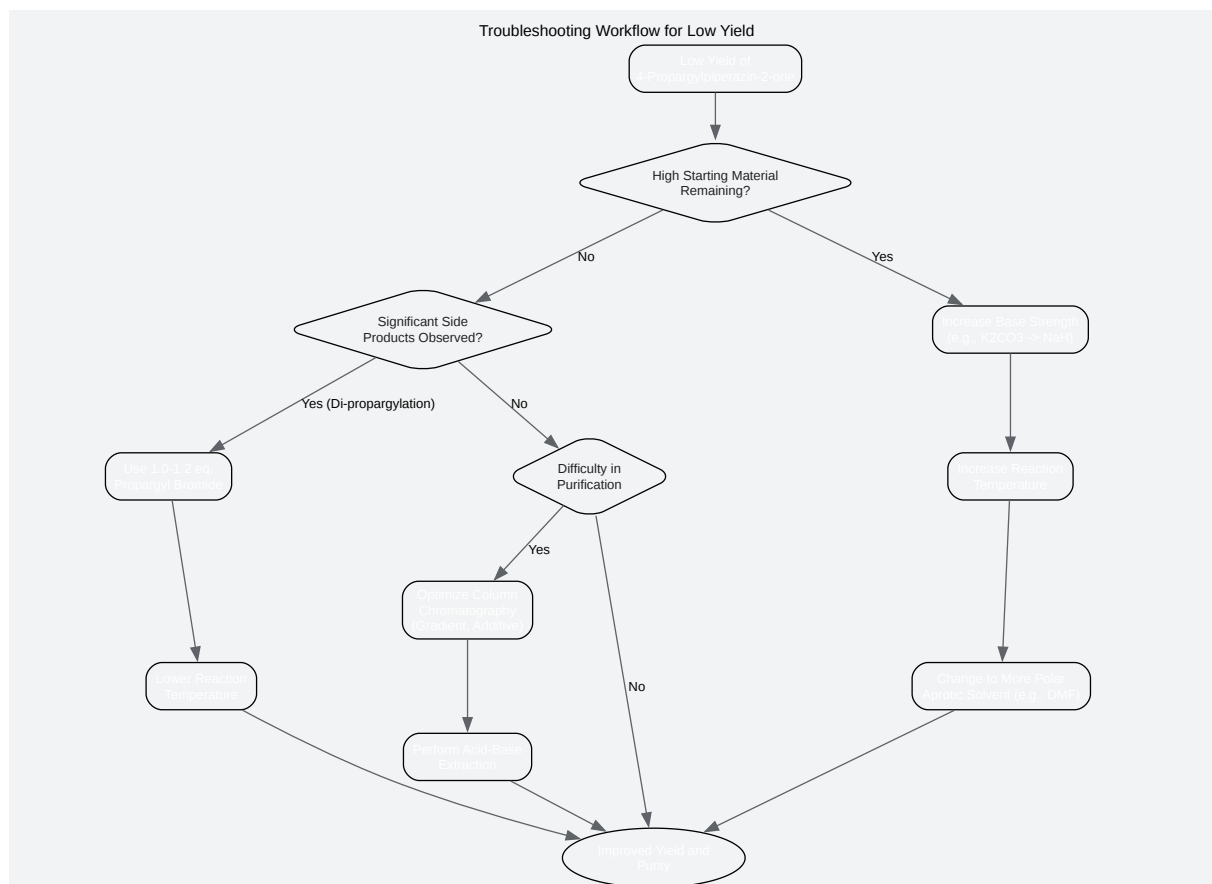 Troubleshooting Workflow for Low Yield
Low Yield of
4-Propargylpiperazin-2-one
High Starting Material
Remaining?
No
Yes
Significant Side
Products Observed?
Increase Base Strength
(e.g., K2CO3 -> NaH)
Yes (Di-propargylation)
No
Use 1.0-1.2 eq.
Propargyl Bromide
Difficulty in
Purification
Increase Reaction
Temperature
Yes
Optimize Column
Chromatography
(Gradient, Additive)
Lower Reaction
Temperature
No
Change to More Polar
Aprotic Solvent (e.g., DMF)
Perform Acid-Base
Extraction
Improved Yield and
Purity